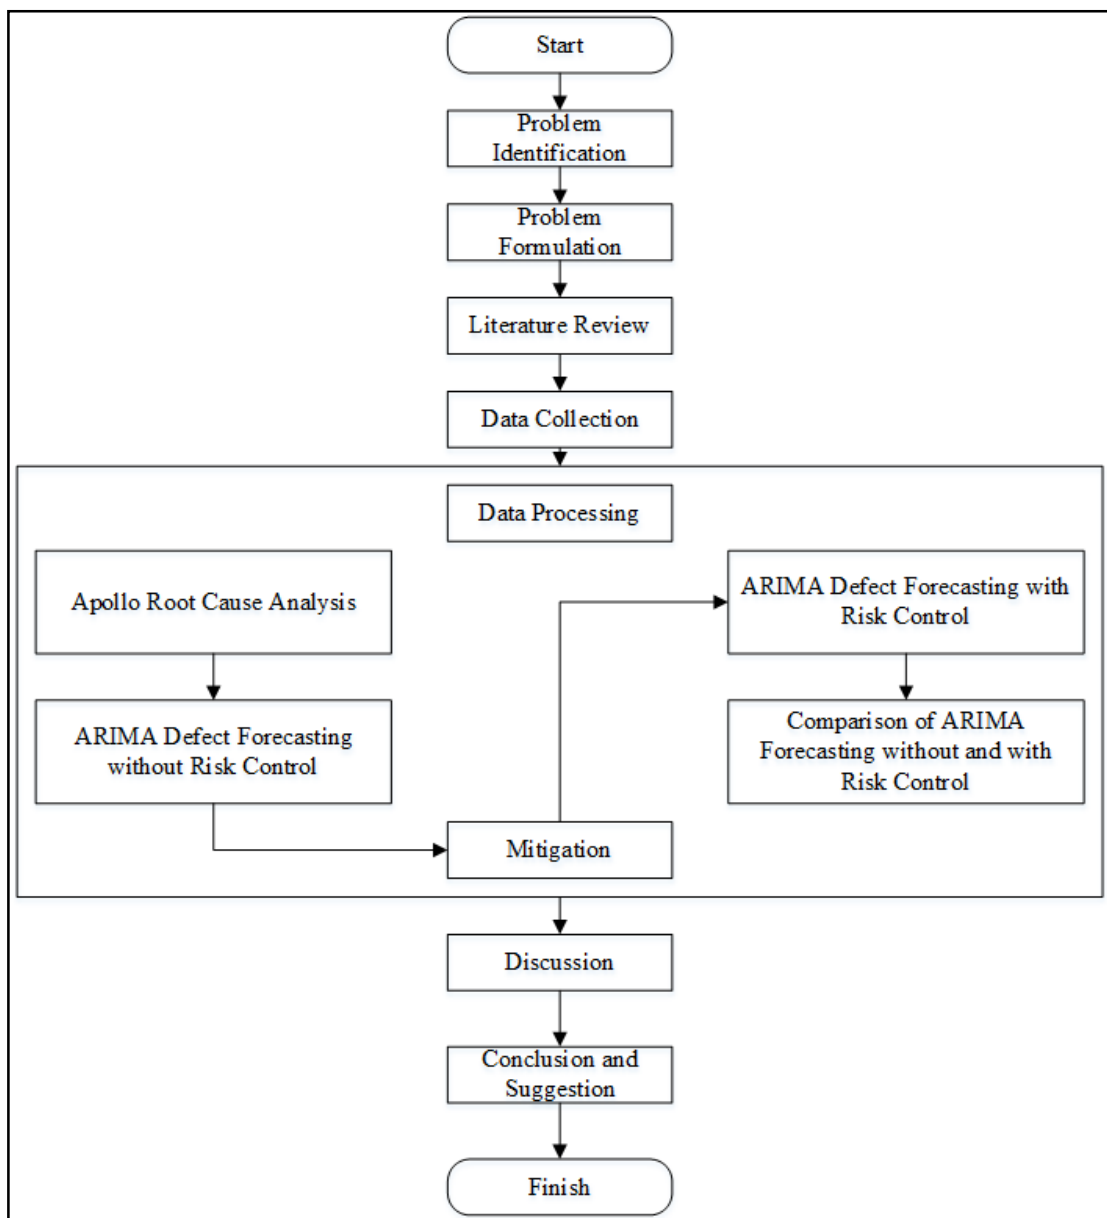 Start
Problem
Identification
Problem
Formulation
Literature Review
Data Collection
Data Processing
Apollo Root Cause Analysis
ARIMA Defect Forecasting
without Risk Control
Mitigation
ARIMA Defect Forecasting with
Risk Control
Comparison of ARIMA
Forecasting without and with
Risk Control
Discussion
Conclusion and
Suggestion
Finish